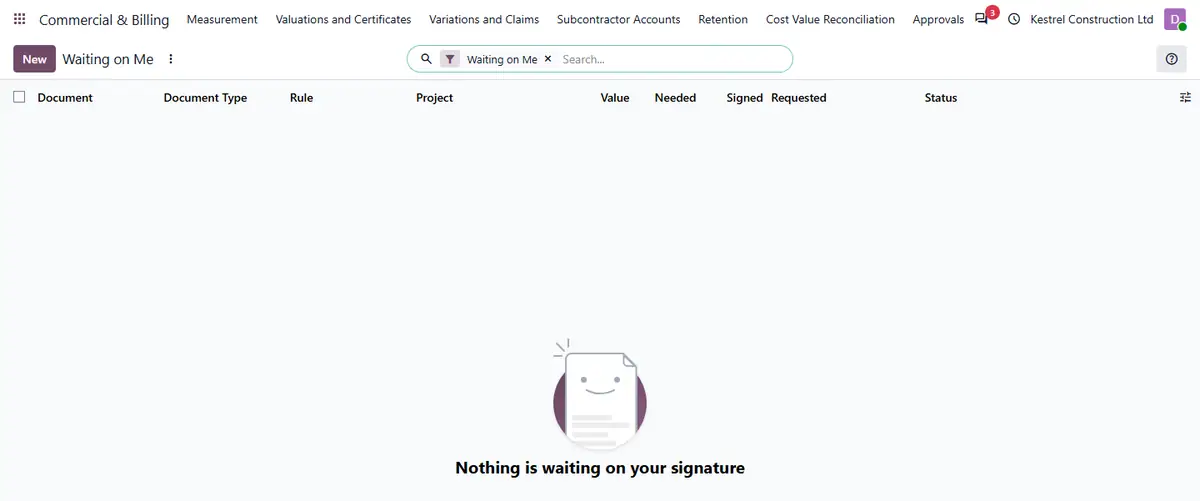 Commercial & Billing Measurement Valuations and Certificates Variations and Claims Subcontractor Accounts Retention Cost Value Reconciliation Approvals 3 Kestrel Construction Ltd D
New Waiting on Me Waiting on Me × Search...
Document Document Type Rule Project Value Needed Signed Requested Status
Nothing is waiting on your signature